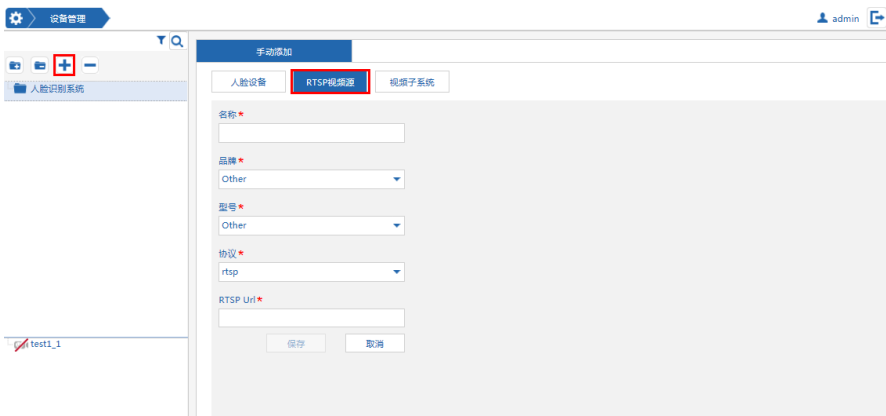 设备管理
admin
手动添加
人脸识别系统
人脸设备
RTSP视频源
视频子系统
名称*
品牌*
Other
型号*
Other
协议*
rtsp
RTSP Url*
保存
取消
test1_1